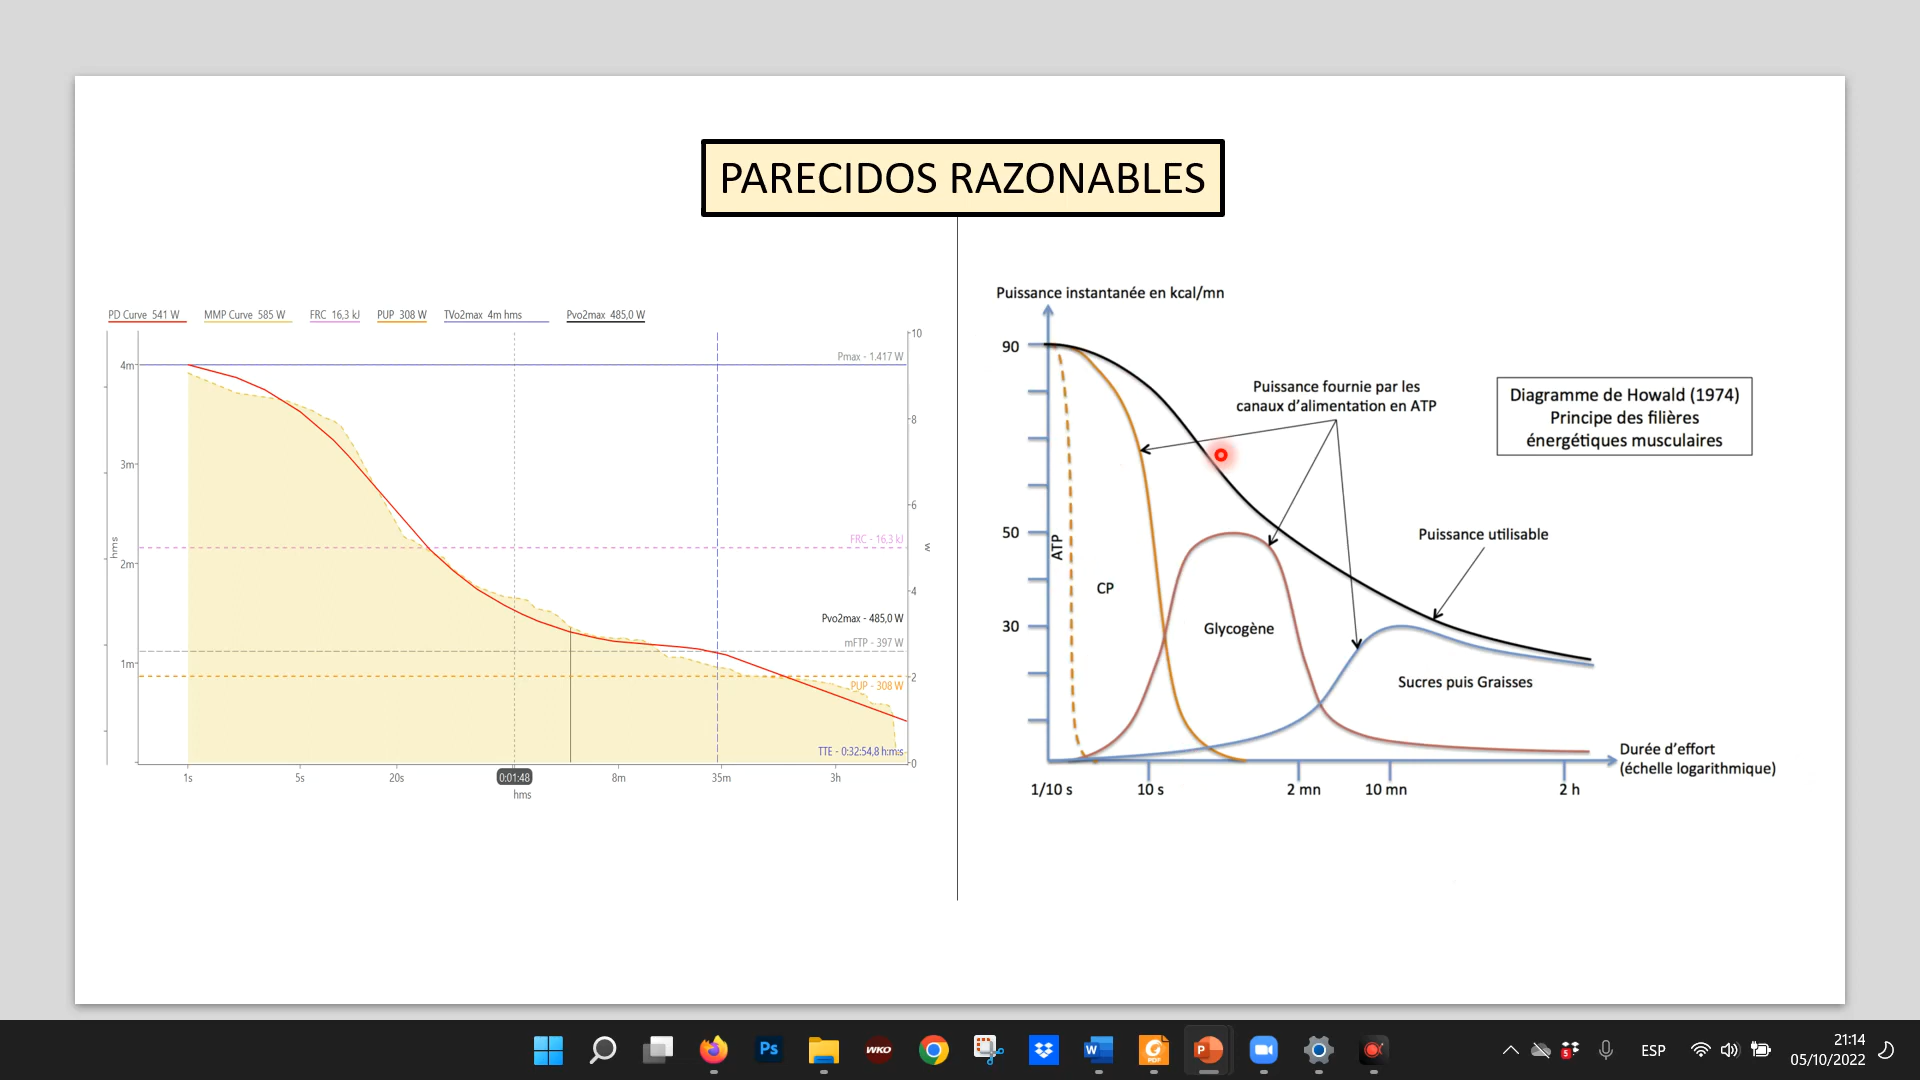 PARECIDOS RAZONABLES
PD Curve 541 W
MMP Curve 585 W
FRC 16,3 kJ
PUP 308 W
TVo2max 4m hms
Pvo2max 485,0 W
4m
3m
2m
1m
hms
10
8
6
4
2
0
w
Pmax - 1.417 W
FRC - 16,3 kJ
Pvo2max - 485,0 W
mFTP - 397 W
PUP - 308 W
TTE - 0:32:54,8 h:m:s
1s
5s
20s
0:01:48
8m
35m
3h
hms
Puissance instantanée en kcal/mn
90
50
30
Puissance fournie par les
canaux d'alimentation en ATP
Diagramme de Howald (1974)
Principe des filières
énergétiques musculaires
Puissance utilisable
ATP
CP
Glycogène
Sucres puis Graisses
Durée d'effort
(échelle logarithmique)
1/10 s
10 s
2 mn
10 mn
2 h
Ps
WKO
W
PDF
P
5
ESP
21:14
05/10/2022